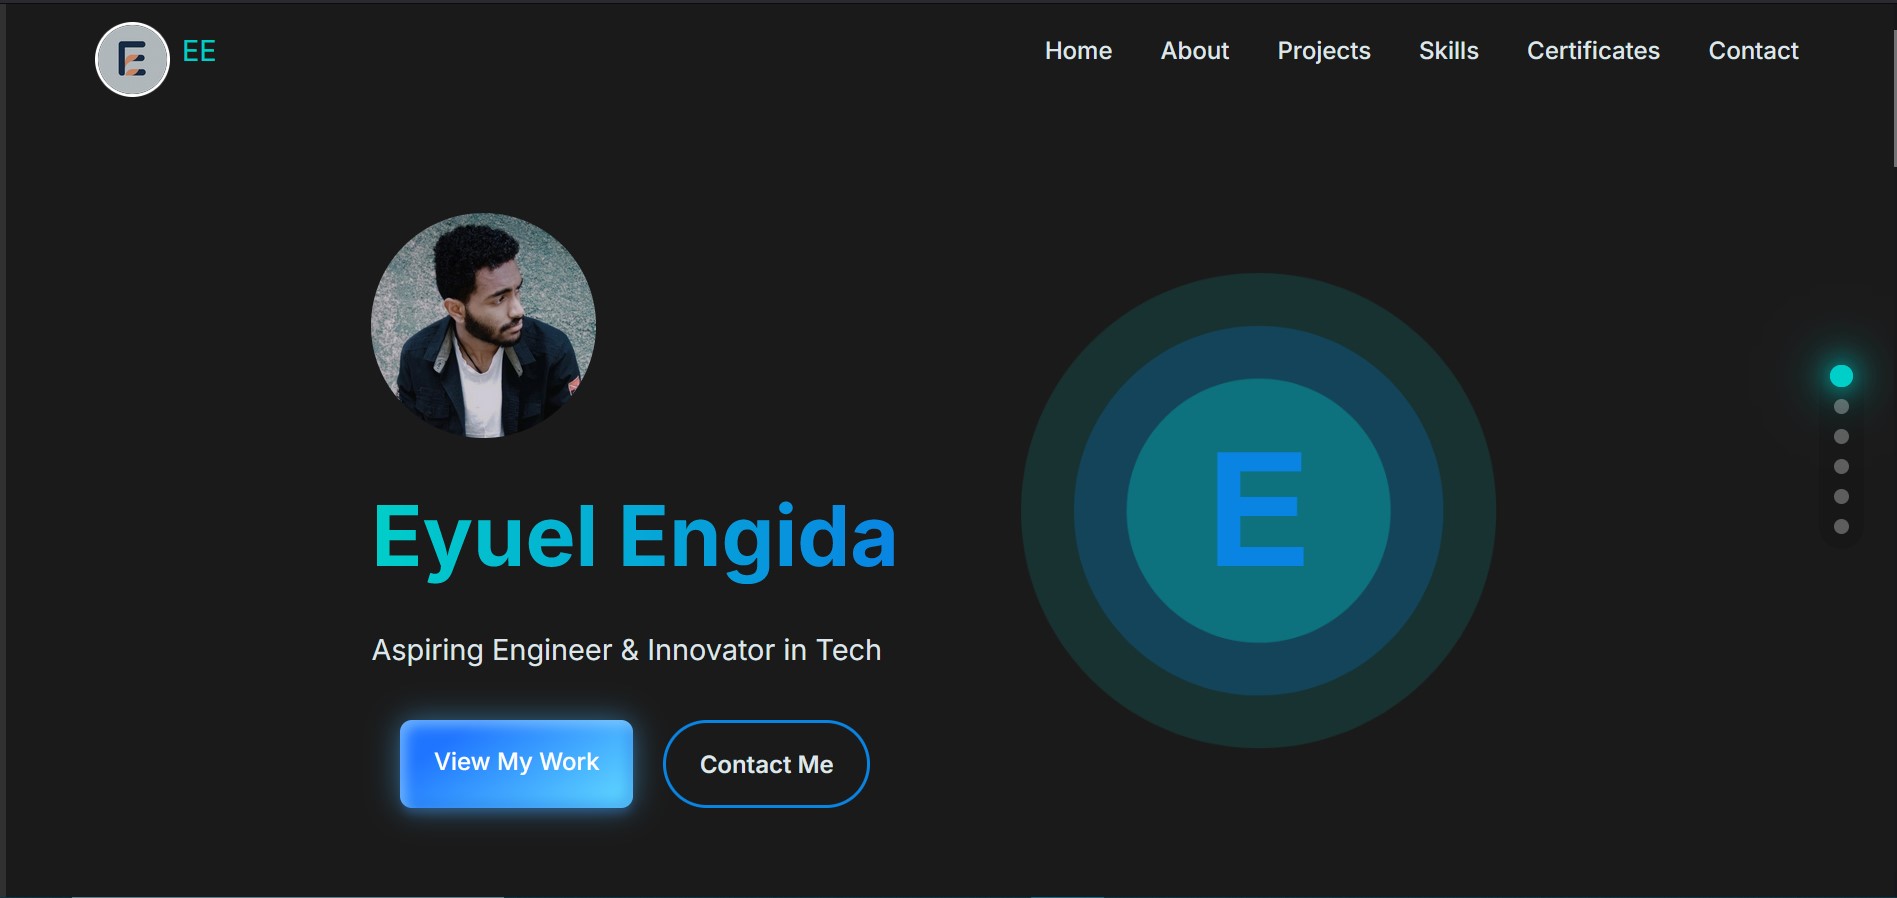 E EE
Home About Projects Skills Certificates Contact
E
Eyuel Engida
Aspiring Engineer & Innovator in Tech
View My Work Contact Me